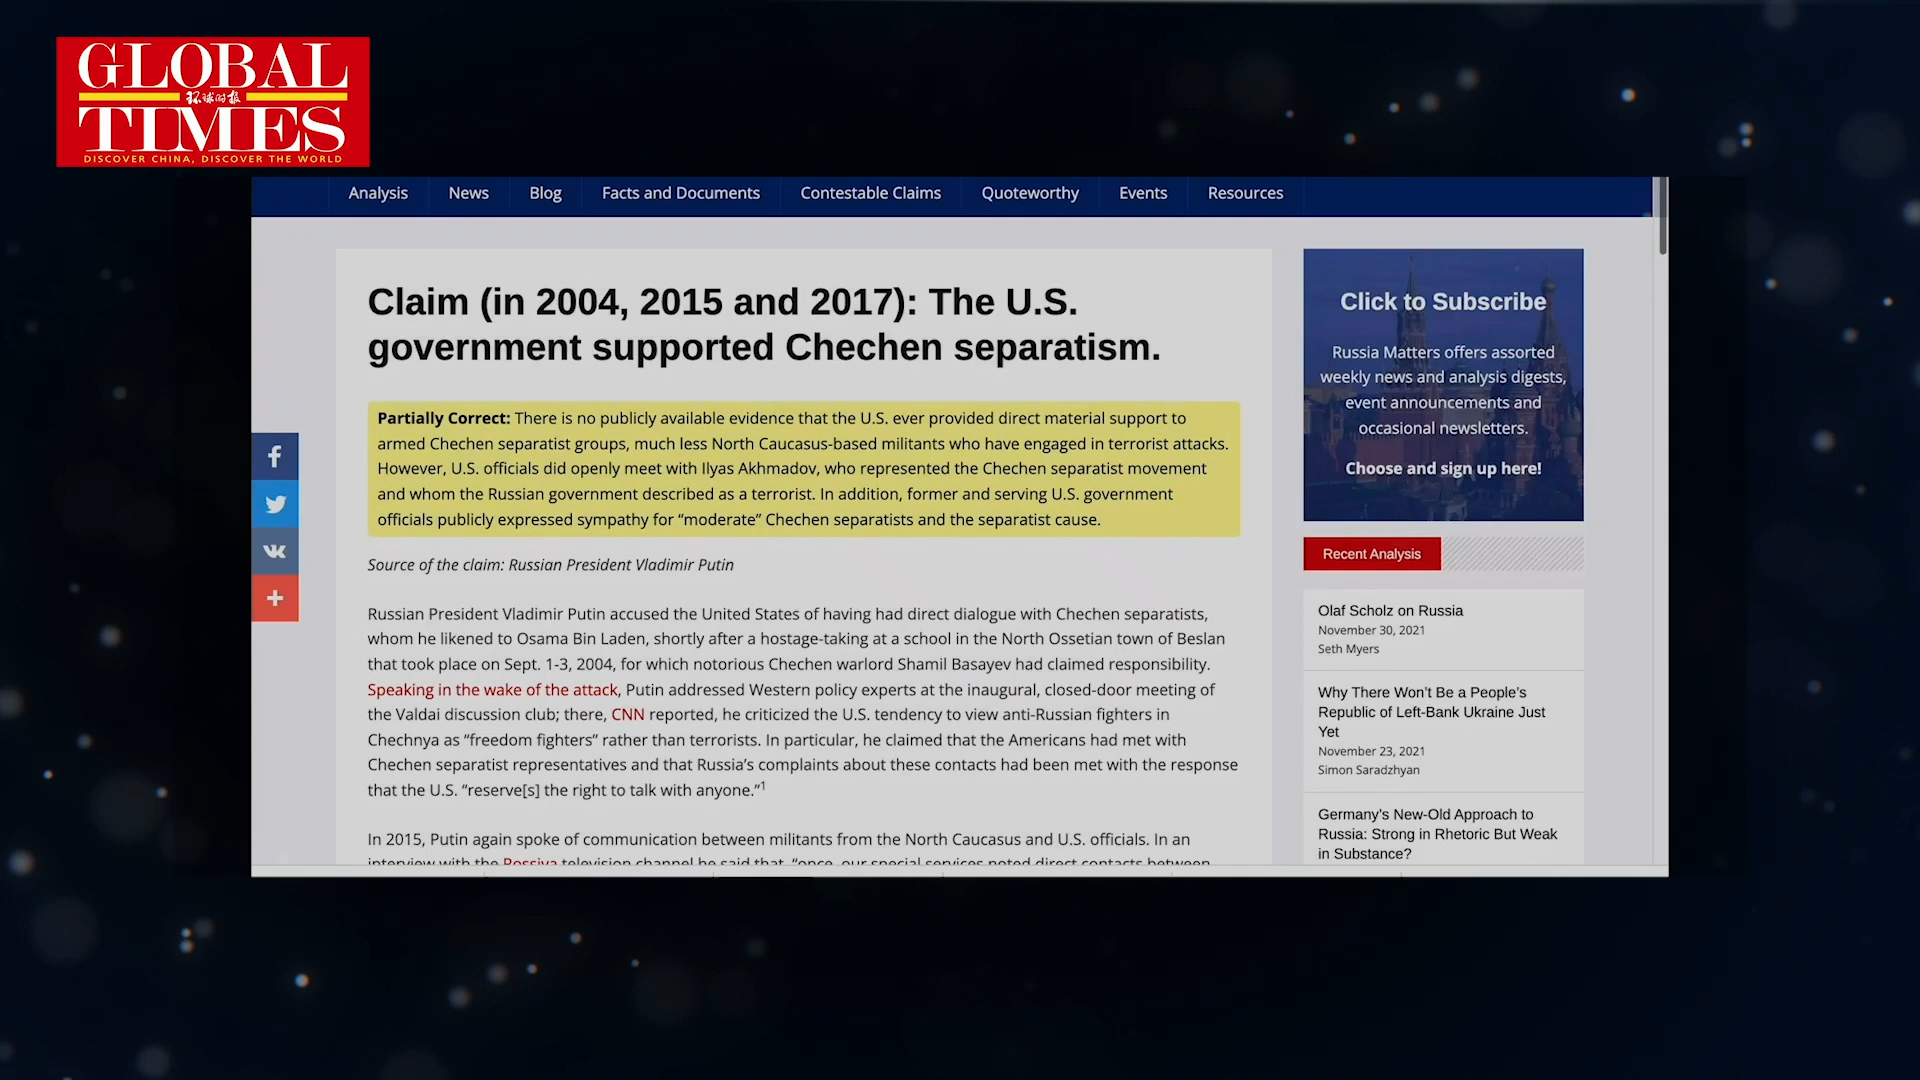 GLOBAL
环球时报
TIMES
DISCOVER CHINA, DISCOVER THE WORLD
Analysis
News
Blog
Facts and Documents
Contestable Claims
Quoteworthy
Events
Resources
Claim (in 2004, 2015 and 2017): The U.S.
government supported Chechen separatism.
Partially Correct: There is no publicly available evidence that the U.S. ever provided direct material support to
armed Chechen separatist groups, much less North Caucasus-based militants who have engaged in terrorist attacks.
However, U.S. officials did openly meet with Ilyas Akhmadov, who represented the Chechen separatist movement
and whom the Russian government described as a terrorist. In addition, former and serving U.S. government
officials publicly expressed sympathy for “moderate” Chechen separatists and the separatist cause.
Source of the claim: Russian President Vladimir Putin
Russian President Vladimir Putin accused the United States of having had direct dialogue with Chechen separatists,
whom he likened to Osama Bin Laden, shortly after a hostage-taking at a school in the North Ossetian town of Beslan
that took place on Sept. 1-3, 2004, for which notorious Chechen warlord Shamil Basayev had claimed responsibility.
Speaking in the wake of the attack, Putin addressed Western policy experts at the inaugural, closed-door meeting of
the Valdai discussion club; there, CNN reported, he criticized the U.S. tendency to view anti-Russian fighters in
Chechnya as “freedom fighters” rather than terrorists. In particular, he claimed that the Americans had met with
Chechen separatist representatives and that Russia’s complaints about these contacts had been met with the response
that the U.S. “reserve[s] the right to talk with anyone.”1
In 2015, Putin again spoke of communication between militants from the North Caucasus and U.S. officials. In an
interview with the Rossiya television channel he said that, “once, our special services noted direct contacts between
Click to Subscribe
Russia Matters offers assorted
weekly news and analysis digests,
event announcements and
occasional newsletters.
Choose and sign up here!
Recent Analysis
Olaf Scholz on Russia
November 30, 2021
Seth Myers
Why There Won’t Be a People’s
Republic of Left-Bank Ukraine Just
Yet
November 23, 2021
Simon Saradzhyan
Germany’s New-Old Approach to
Russia: Strong in Rhetoric But Weak
in Substance?